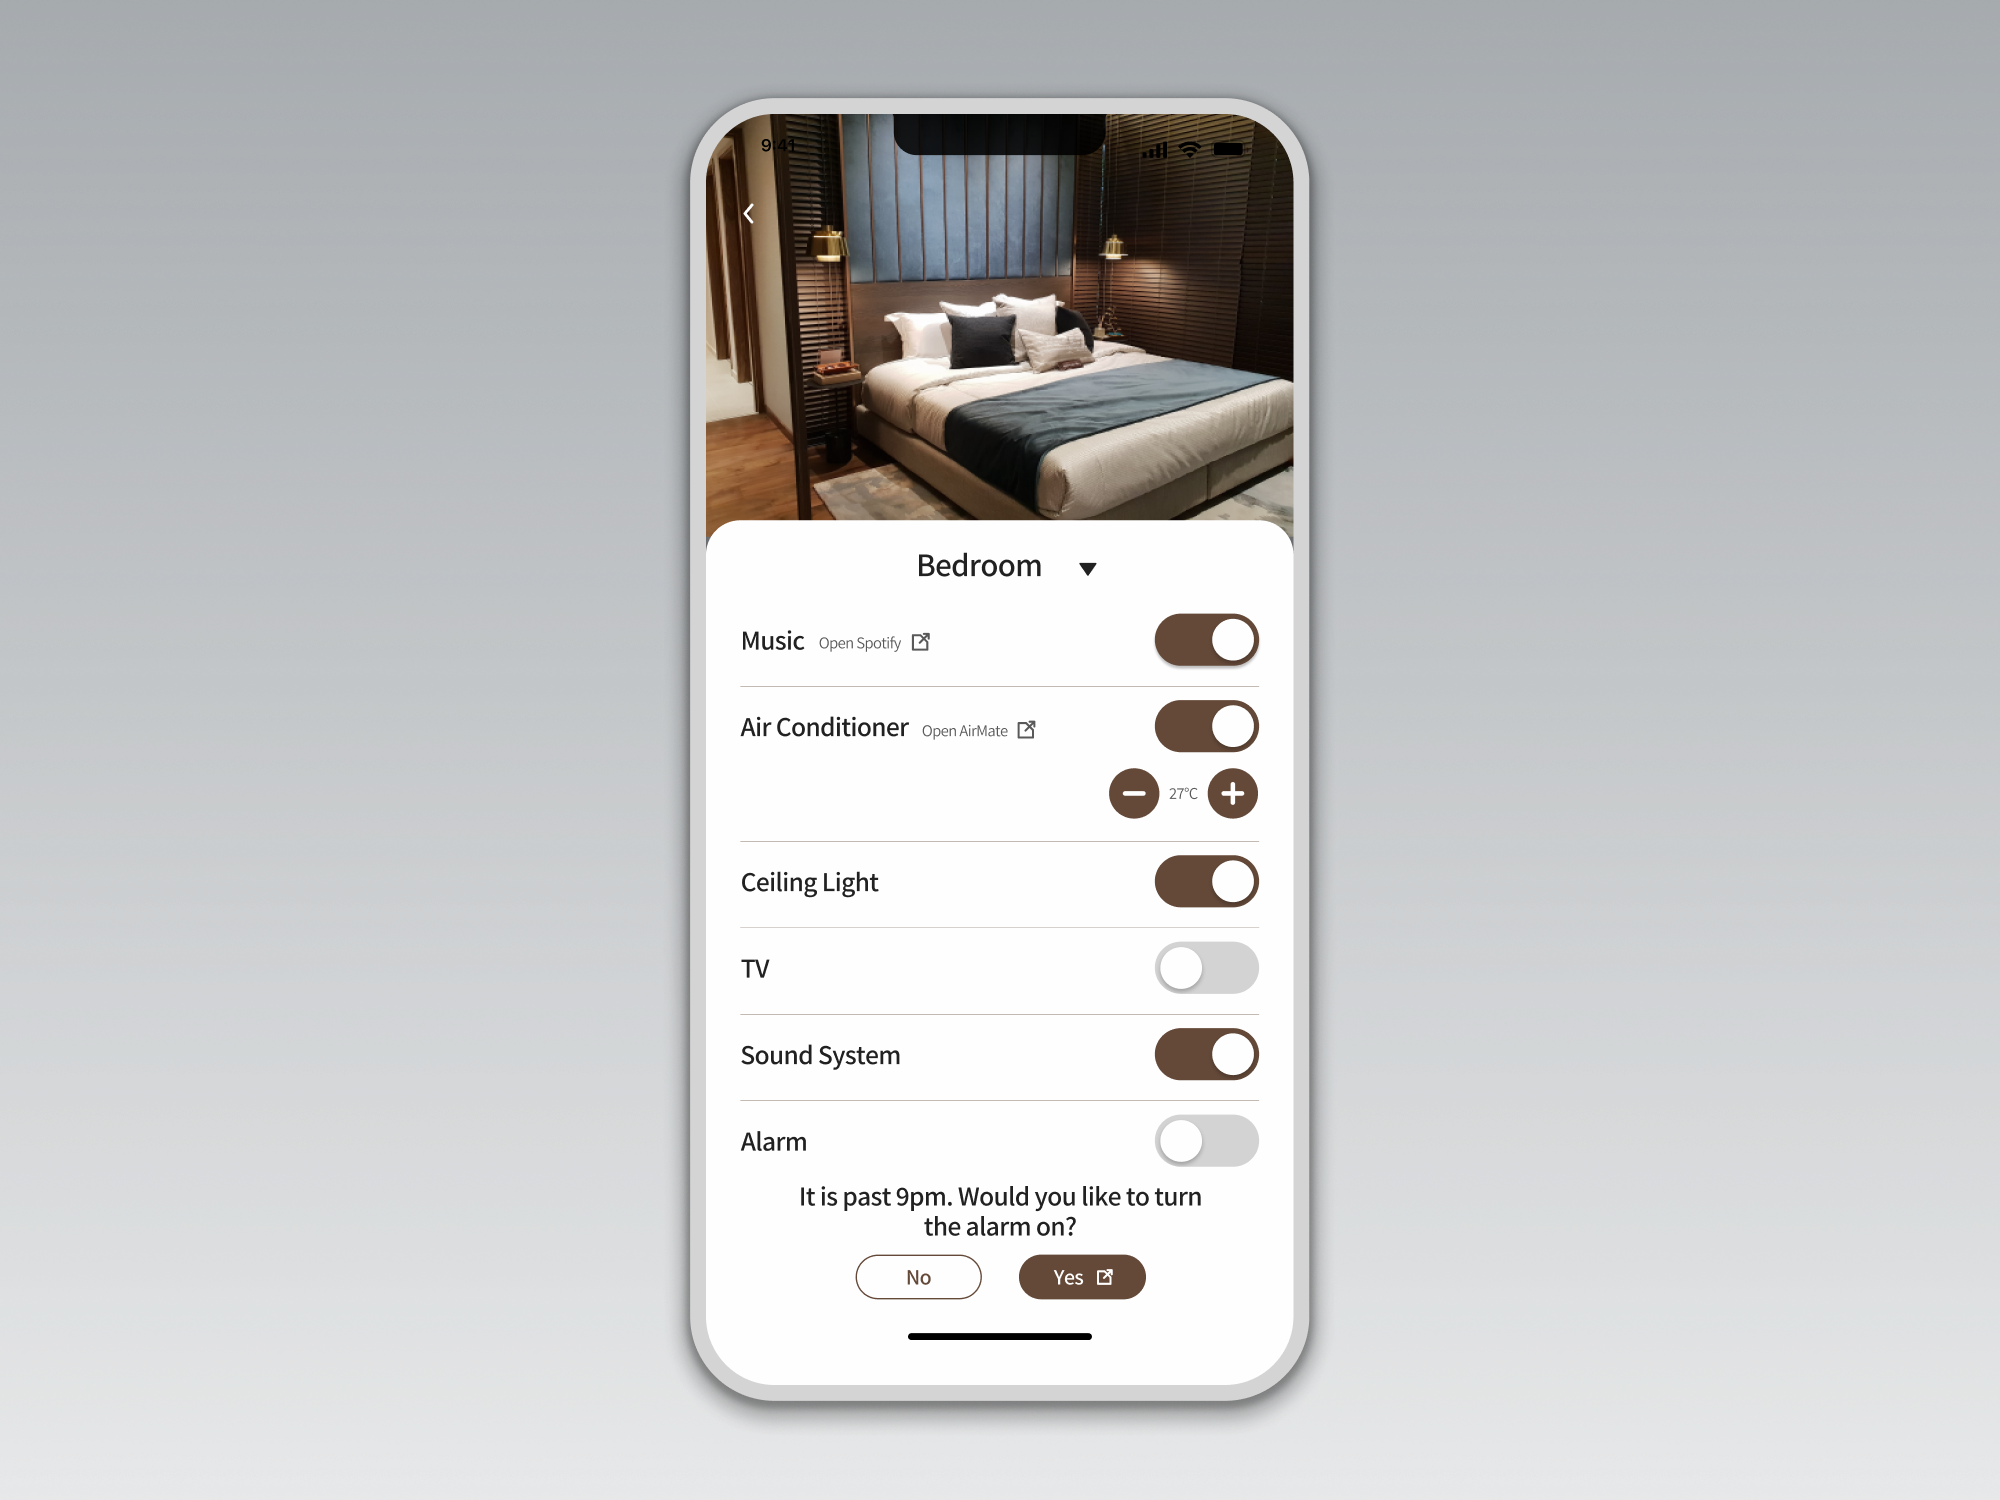 9:41
Bedroom
Music Open Spotify
Air Conditioner Open AirMate
27°C
Ceiling Light
TV
Sound System
Alarm
It is past 9pm. Would you like to turn
the alarm on?
No Yes